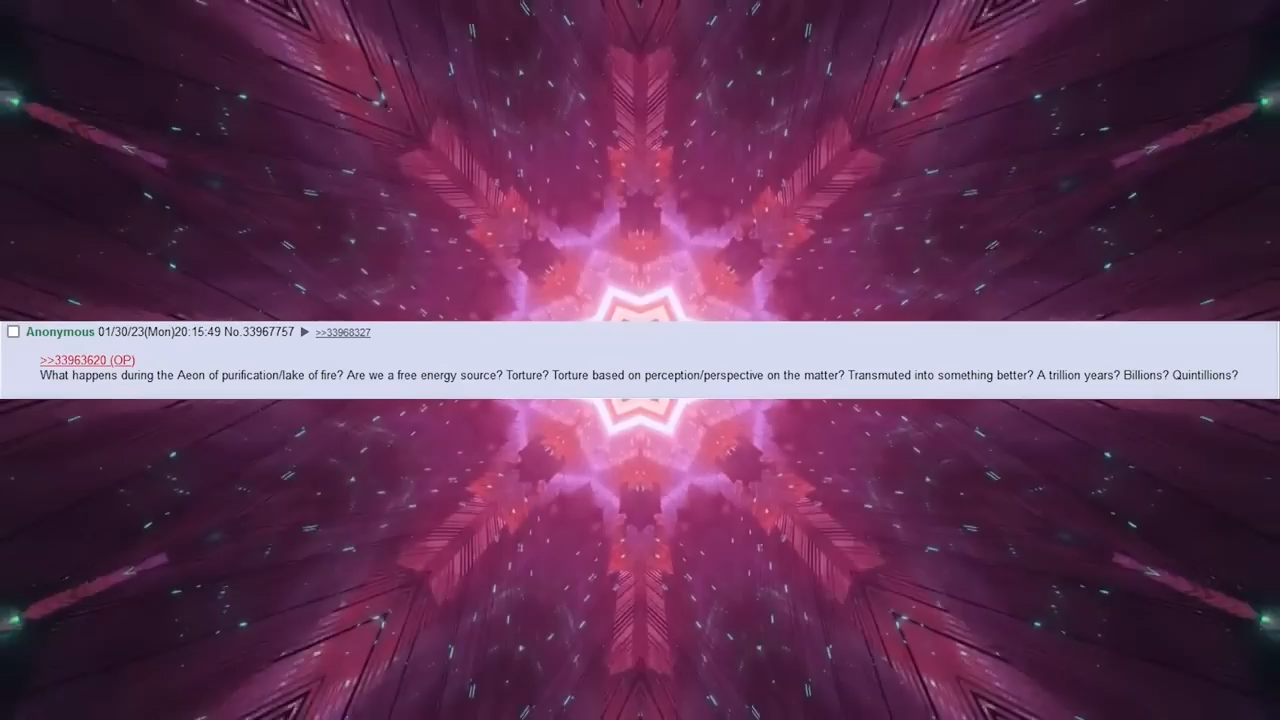 Anonymous 01/30/23(Mon)20:15:49 No.33967757 ▶ >>33968327
>>33963620 (OP)
What happens during the Aeon of purification/lake of fire? Are we a free energy source? Torture? Torture based on perception/perspective on the matter? Transmuted into something better? A trillion years? Billions? Quintillions?